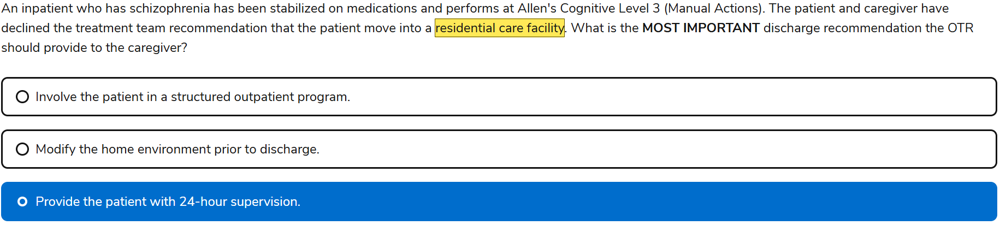 An inpatient who has schizophrenia has been stabilized on medications and performs at Allen's Cognitive Level 3 (Manual Actions). The patient and caregiver have
declined the treatment team recommendation that the patient move into a residential care facility. What is the MOST IMPORTANT discharge recommendation the OTR
should provide to the caregiver?
Involve the patient in a structured outpatient program.
Modify the home environment prior to discharge.
Provide the patient with 24-hour supervision.